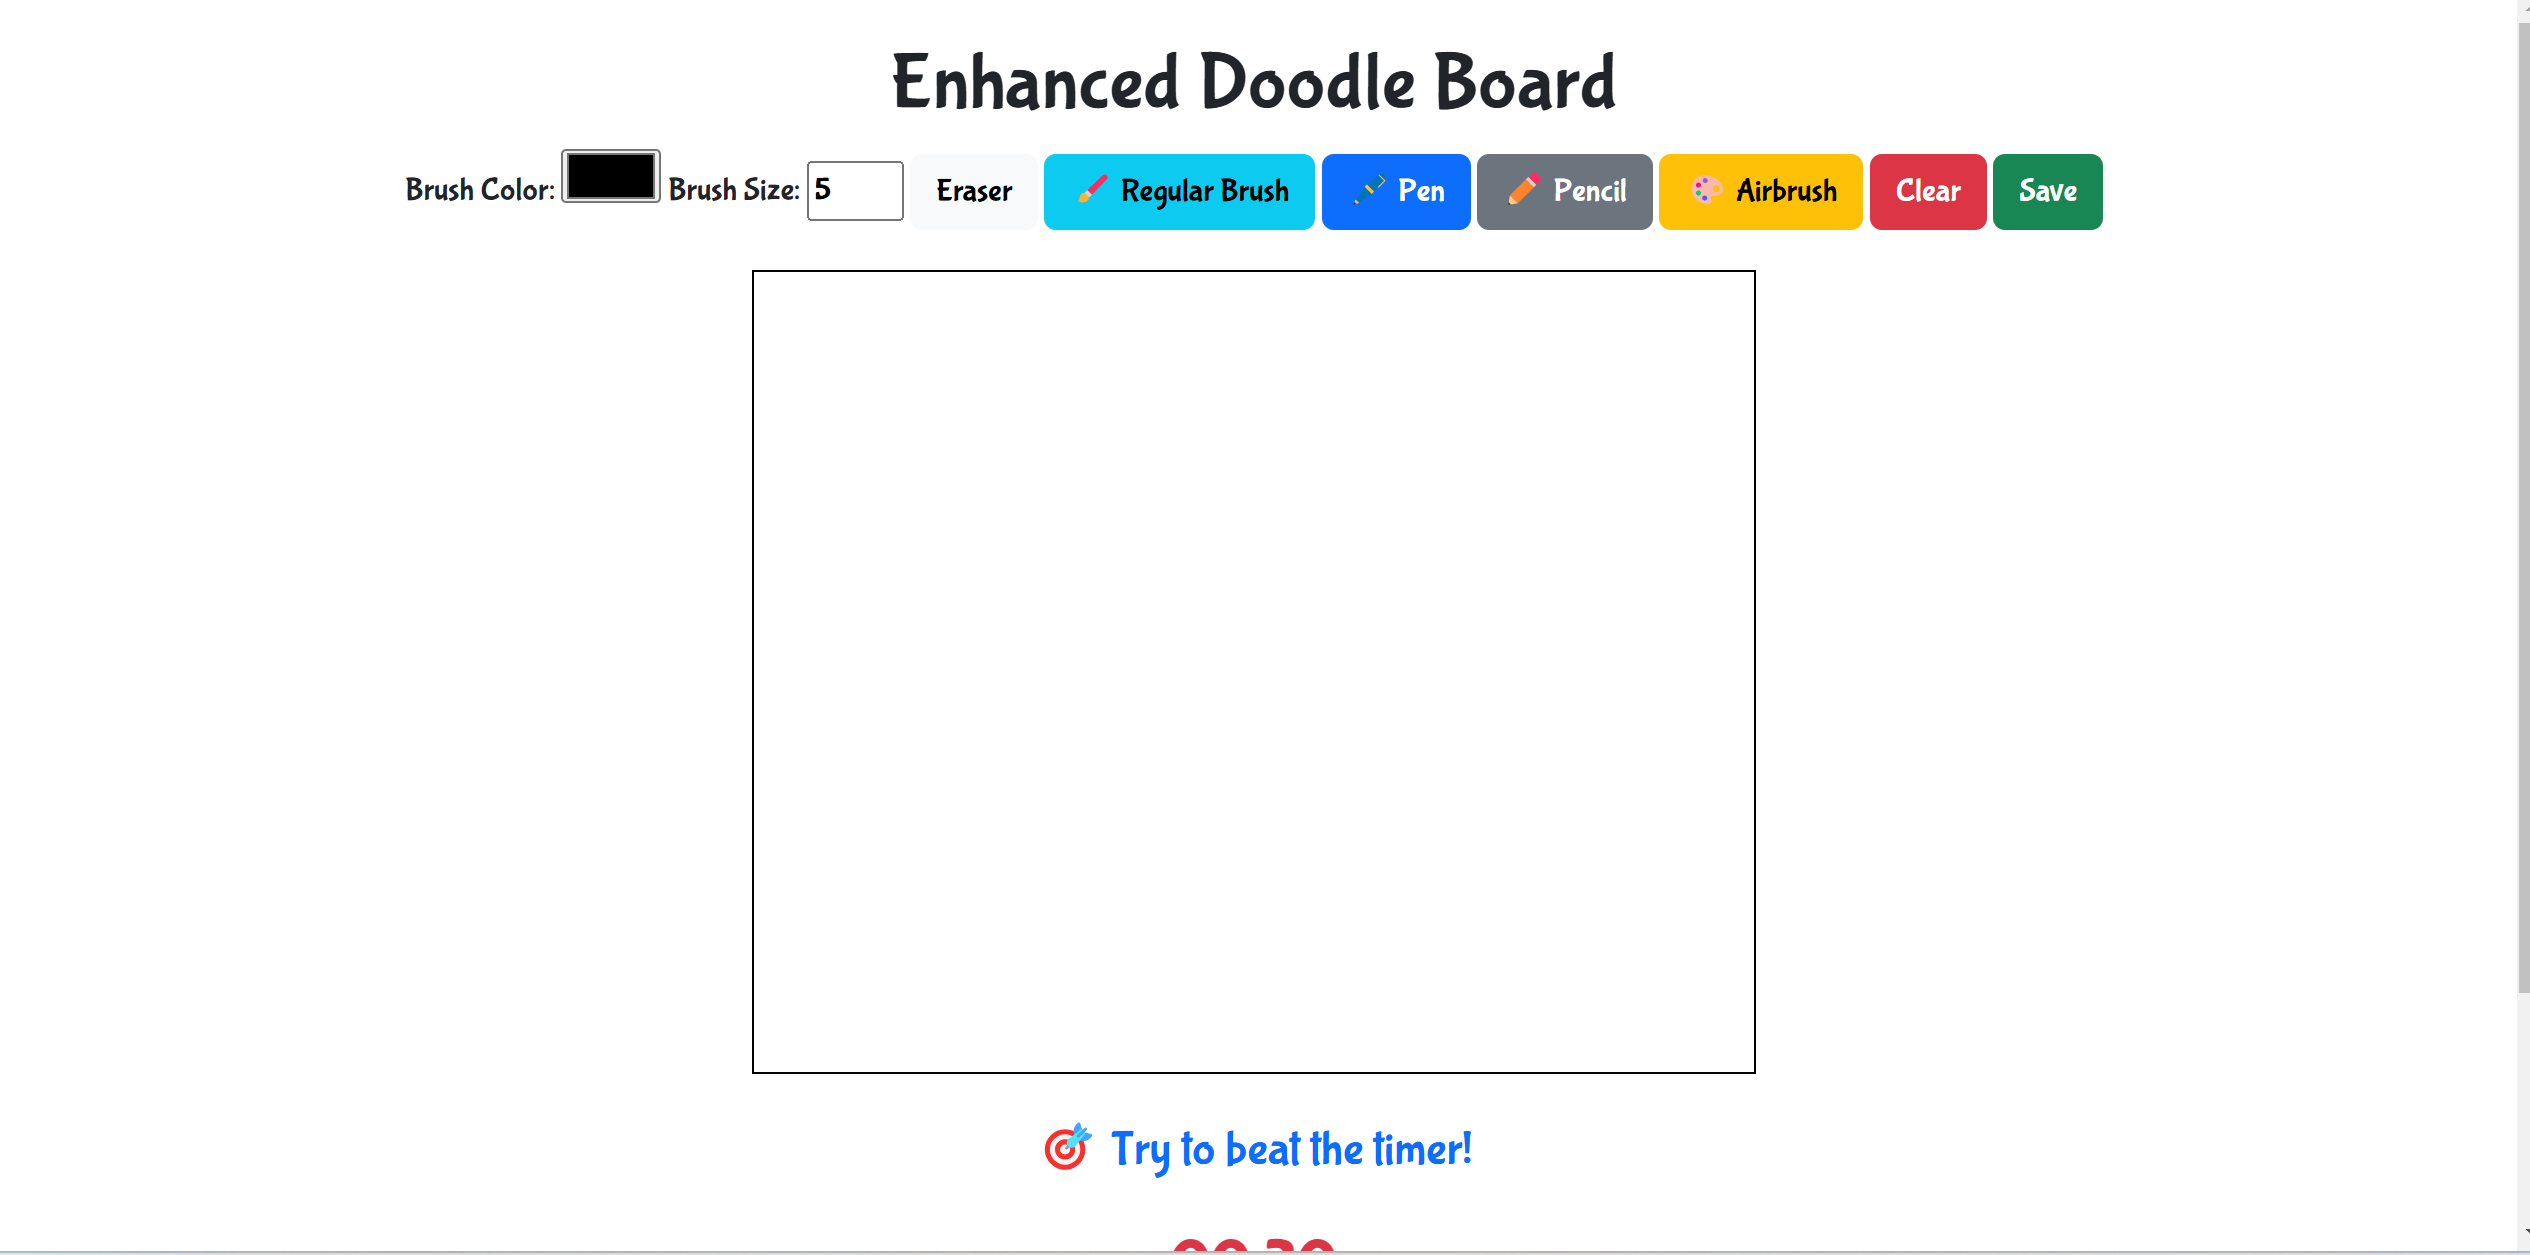 Enhanced Doodle Board
Brush Color: Brush Size: 5 Eraser Regular Brush Pen Pencil Airbrush Clear Save
Try to beat the timer!